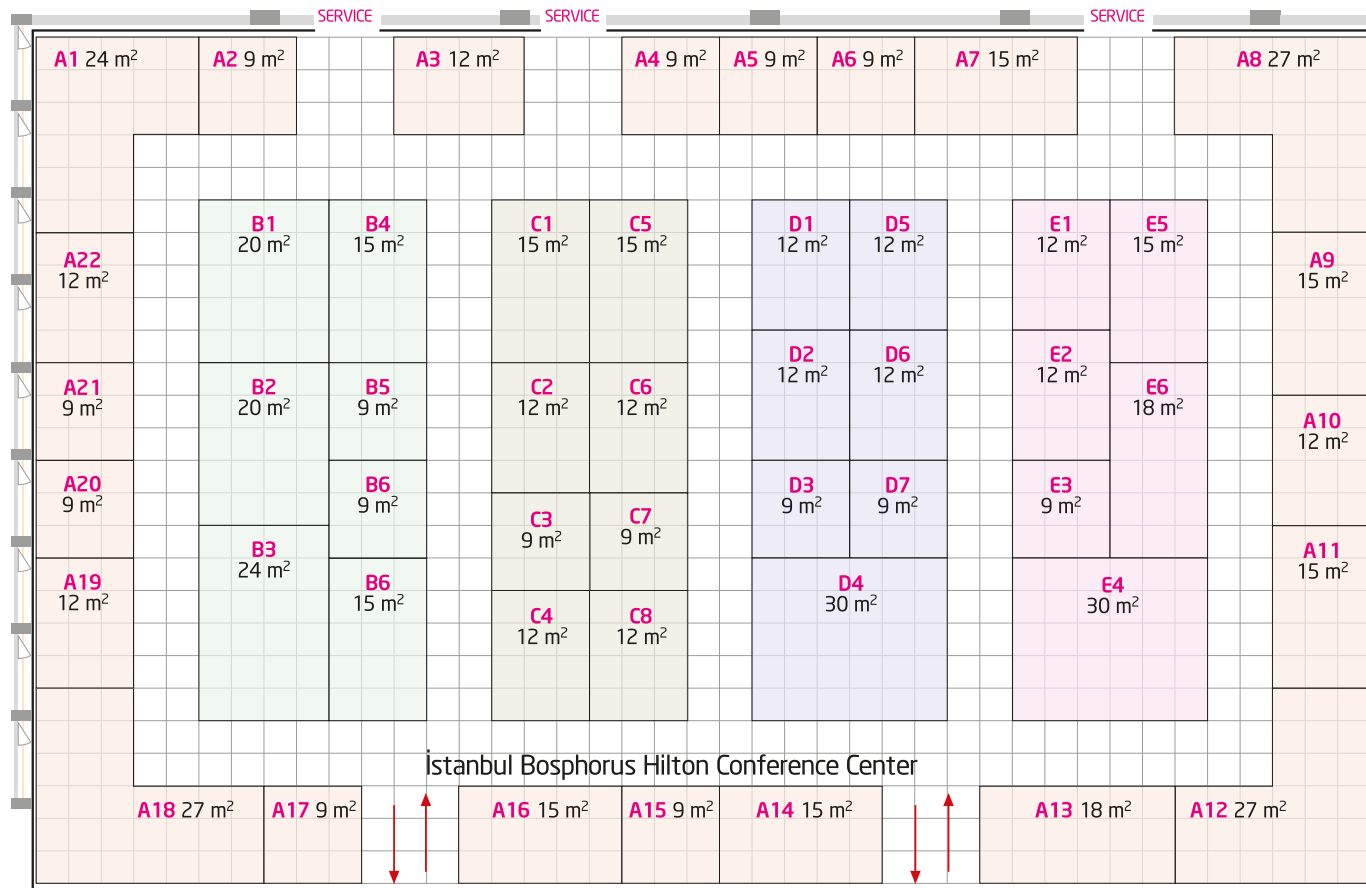 SERVICE SERVICE SERVICE
A1 24 m² A2 9 m² A3 12 m² A4 9 m² A5 9 m² A6 9 m² A7 15 m² A8 27 m²
B1
20 m²
B4
15 m²
C1
15 m²
C5
15 m²
D1
12 m²
D5
12 m²
E1
12 m²
E5
15 m²
A22
12 m²
A9
15 m²
D2
12 m²
D6
12 m²
E2
12 m²
A21
9 m²
B2
20 m²
B5
9 m²
C2
12 m²
C6
12 m²
E6
18 m²
A10
12 m²
A20
9 m²
B6
9 m²
D3
9 m²
D7
9 m²
E3
9 m²
C3
9 m²
C7
9 m²
B3
24 m²
A11
15 m²
A19
12 m²
B6
15 m²
D4
30 m²
E4
30 m²
C4
12 m²
C8
12 m²
İstanbul Bosphorus Hilton Conference Center
A18 27 m² A17 9 m² A16 15 m² A15 9 m² A14 15 m² A13 18 m² A12 27 m²